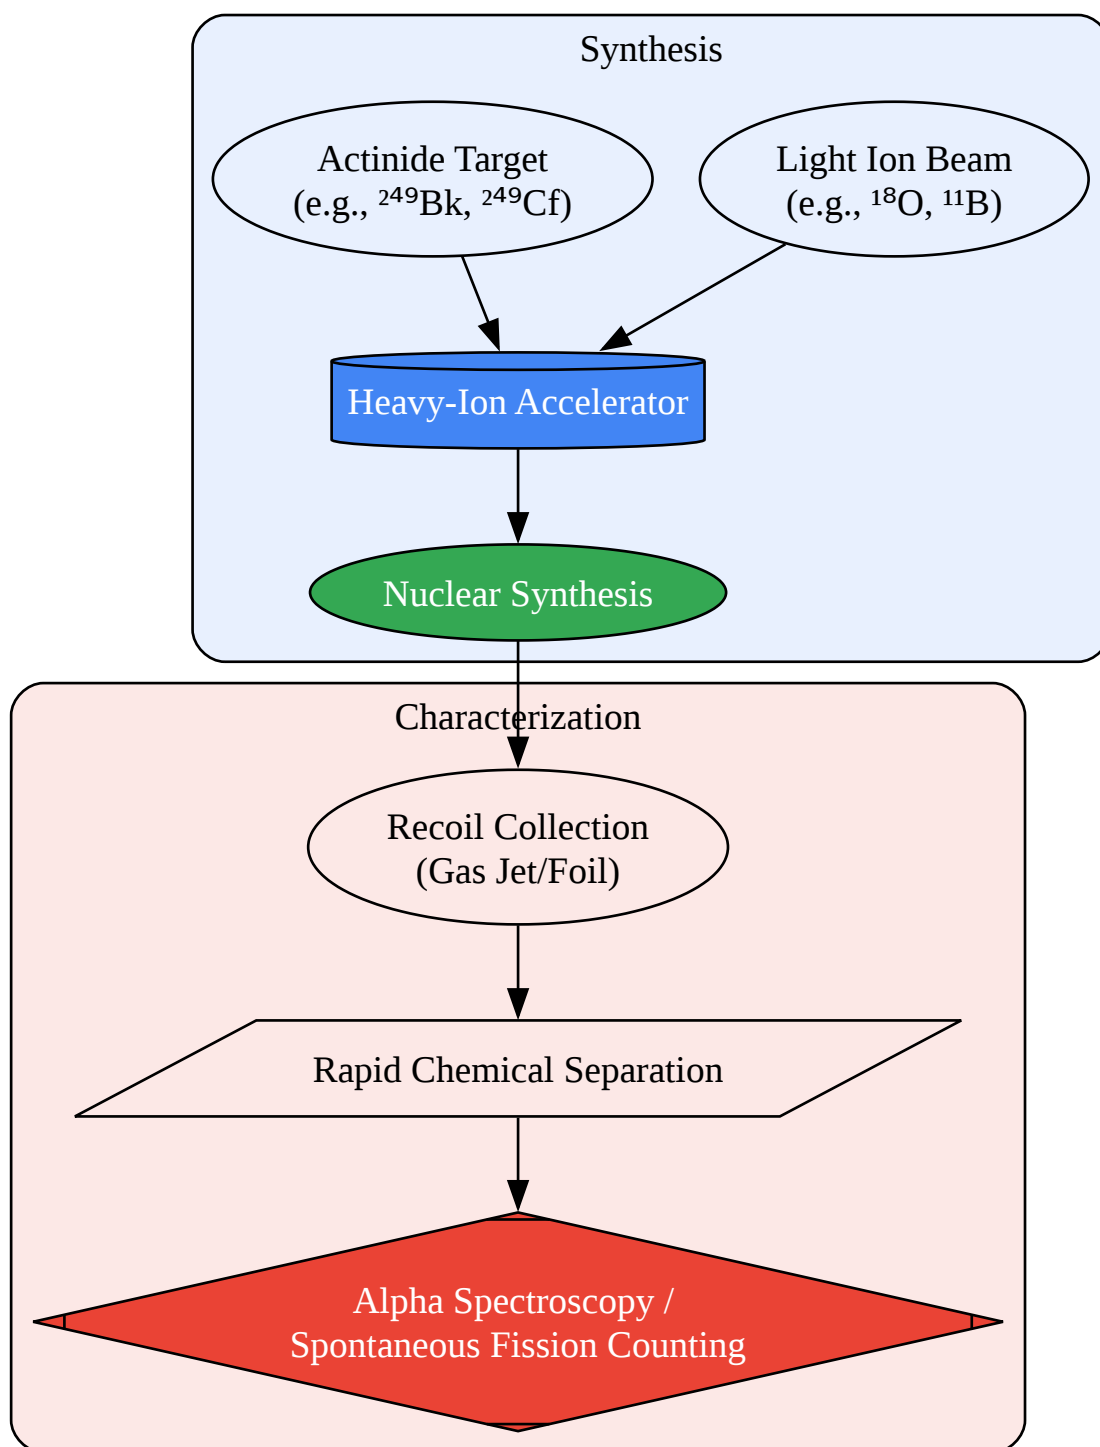 Synthesis
Actinide Target
(e.g., ²⁴⁹Bk, ²⁴⁹Cf)
Light Ion Beam
(e.g., ¹⁸O, ¹¹B)
Heavy-Ion Accelerator
Nuclear Synthesis
Characterization
Recoil Collection
(Gas Jet/Foil)
Rapid Chemical Separation
Alpha Spectroscopy /
Spontaneous Fission Counting